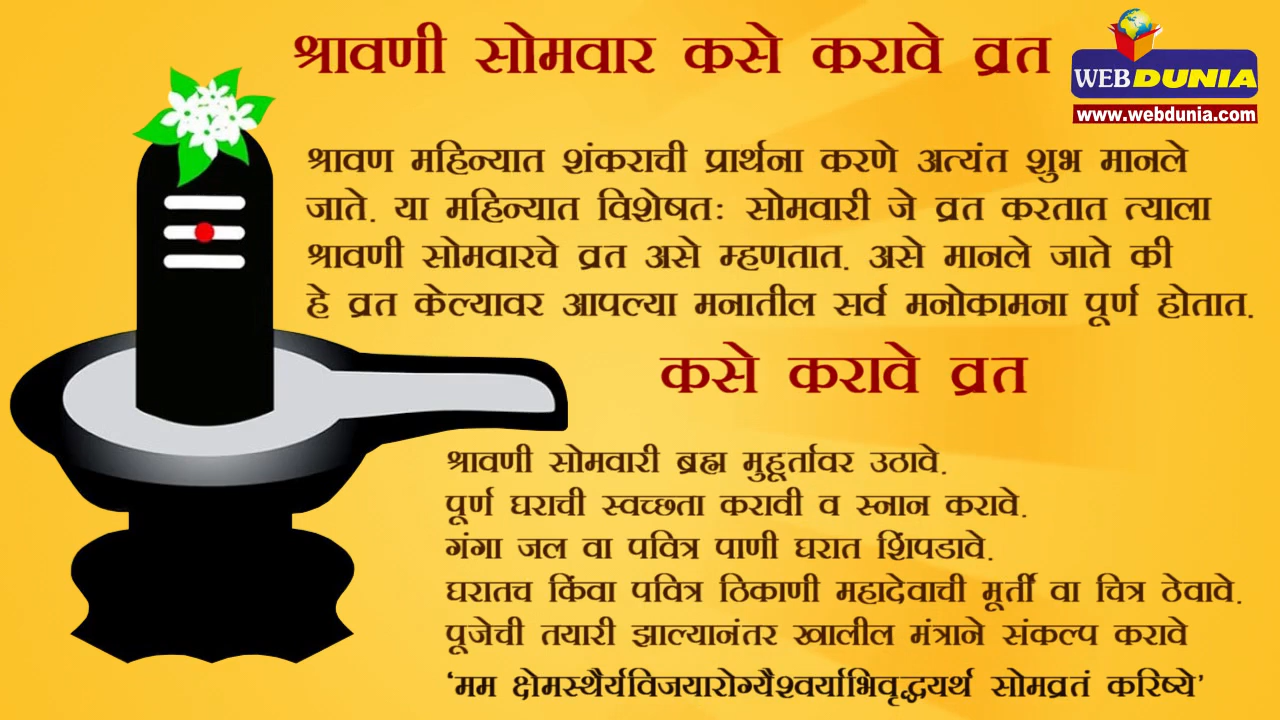 श्रावणी सोमवार कसे करावे व्रत
WEBDUNIA
www.webdunia.com
श्रावण महिन्यात शंकराची प्रार्थना करणे अत्यंत शुभ मानले
जाते. या महिन्यात विशेषतः सोमवारी जे व्रत करतात त्याला
श्रावणी सोमवारचे व्रत असे म्हणतात. असे मानले जाते की
हे व्रत केल्यावर आपल्या मनातील सर्व मनोकामना पूर्ण होतात.
कसे करावे व्रत
श्रावणी सोमवारी ब्रह्म मुहूर्तावर उठावे.
पूर्ण घराची स्वच्छता करावी व स्नान करावे.
गंगा जल वा पवित्र पाणी घरात शिंपडावे.
घरातच किंवा पवित्र ठिकाणी महादेवाची मूर्ती वा चित्र ठेवावे.
पूजेची तयारी झाल्यानंतर खालील मंत्राने संकल्प करावे
‘मम क्षेमस्थैर्यविजयारोग्यैश्वर्याभिवृद्धयर्थ सोमव्रतं करिष्ये’